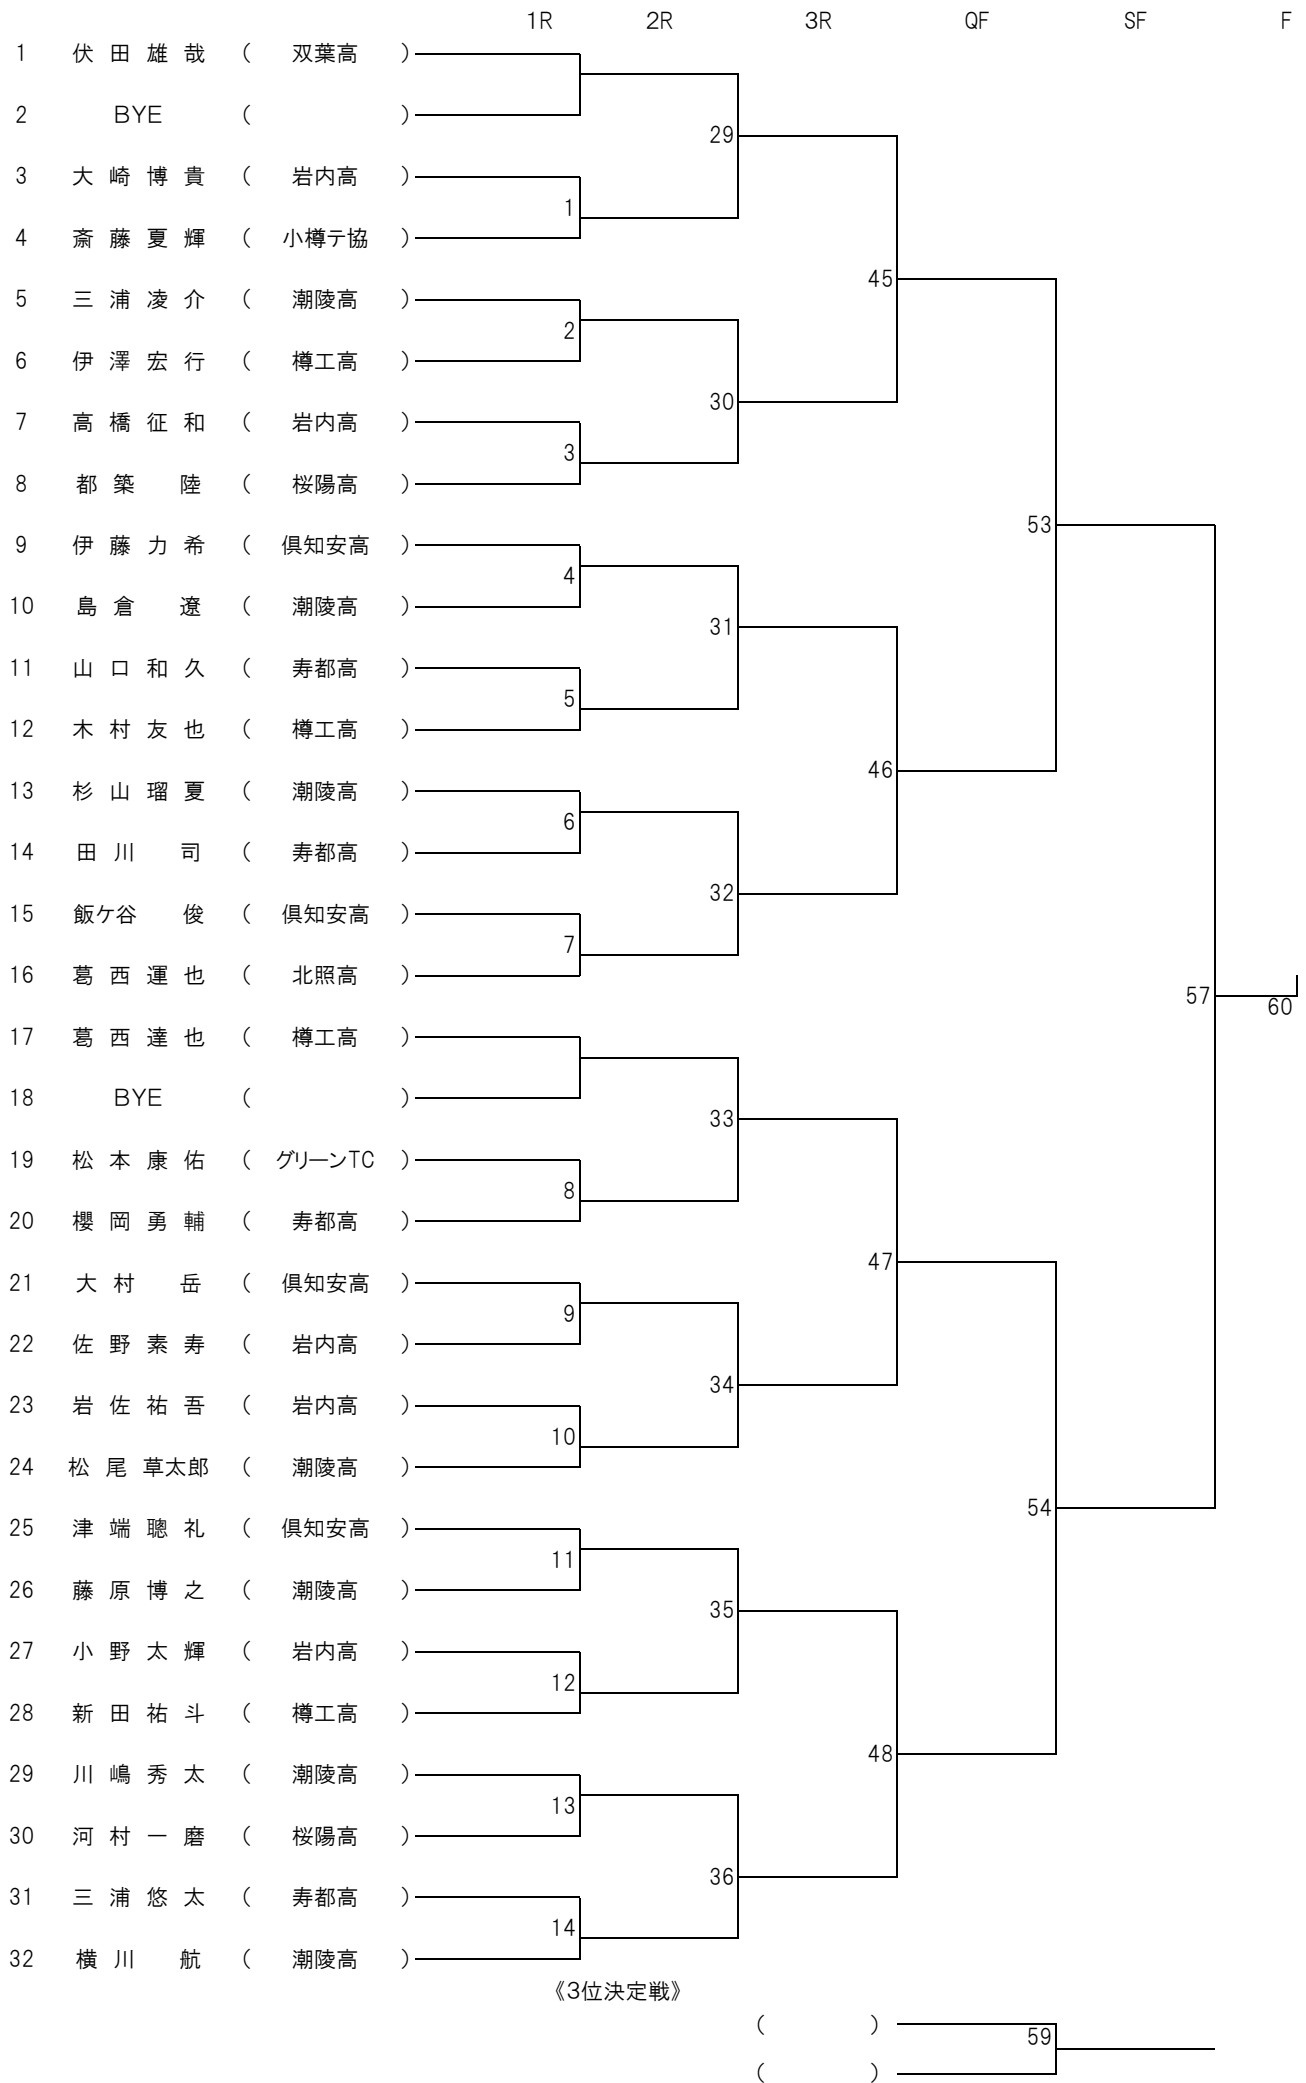 1R 2R 3R QF SF F
1 伏田雄哉 ( 双葉高 )
2 BYE ( )
29
3 大崎博貴 ( 岩内高 )
1
4 斎藤夏輝 ( 小樽テ協 )
45
5 三浦凌介 ( 潮陵高 )
2
6 伊澤宏行 ( 樽工高 )
30
7 高橋征和 ( 岩内高 )
3
8 都築 陸 ( 桜陽高 )
53
9 伊藤力希 ( 倶知安高 )
4
10 島倉 遼 ( 潮陵高 )
31
11 山口和久 ( 寿都高 )
5
12 木村友也 ( 樽工高 )
46
13 杉山瑠夏 ( 潮陵高 )
6
14 田川 司 ( 寿都高 )
32
15 飯ケ谷 俊 ( 倶知安高 )
7
16 葛西運也 ( 北照高 )
57 60
17 葛西達也 ( 樽工高 )
18 BYE ( )
33
19 松本康佑 ( グリーンTC )
8
20 櫻岡勇輔 ( 寿都高 )
47
21 大村 岳 ( 倶知安高 )
9
22 佐野素寿 ( 岩内高 )
34
23 岩佐祐吾 ( 岩内高 )
10
24 松尾草太郎 ( 潮陵高 )
54
25 津端聰礼 ( 倶知安高 )
11
26 藤原博之 ( 潮陵高 )
35
27 小野太輝 ( 岩内高 )
12
28 新田祐斗 ( 樽工高 )
48
29 川嶋秀太 ( 潮陵高 )
13
30 河村一磨 ( 桜陽高 )
36
31 三浦悠太 ( 寿都高 )
14
32 横川 航 ( 潮陵高 )
《3位決定戦》
( )
59
( )